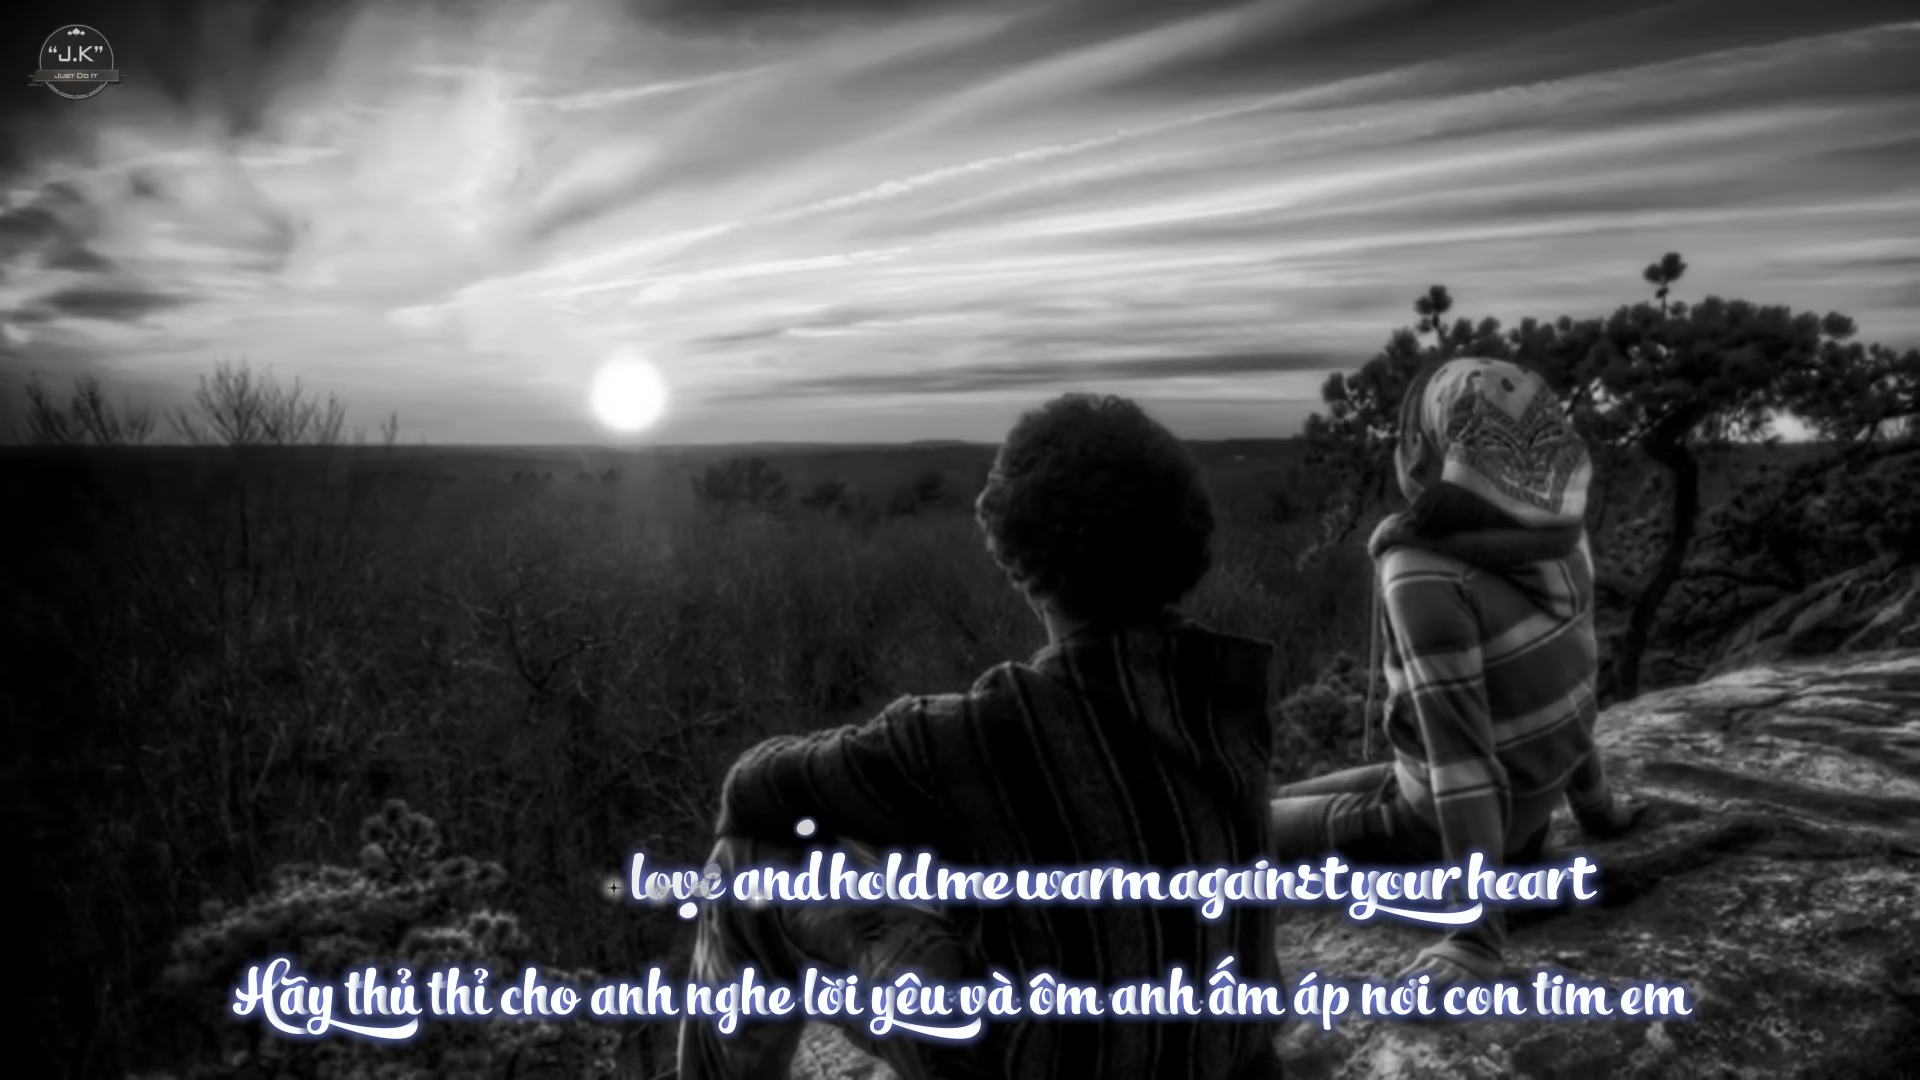 "J.K"
JUST DO IT
love and hold me warm against your heart
Hãy thủ thỉ cho anh nghe lời yêu và ôm anh ấm áp nơi con tim em